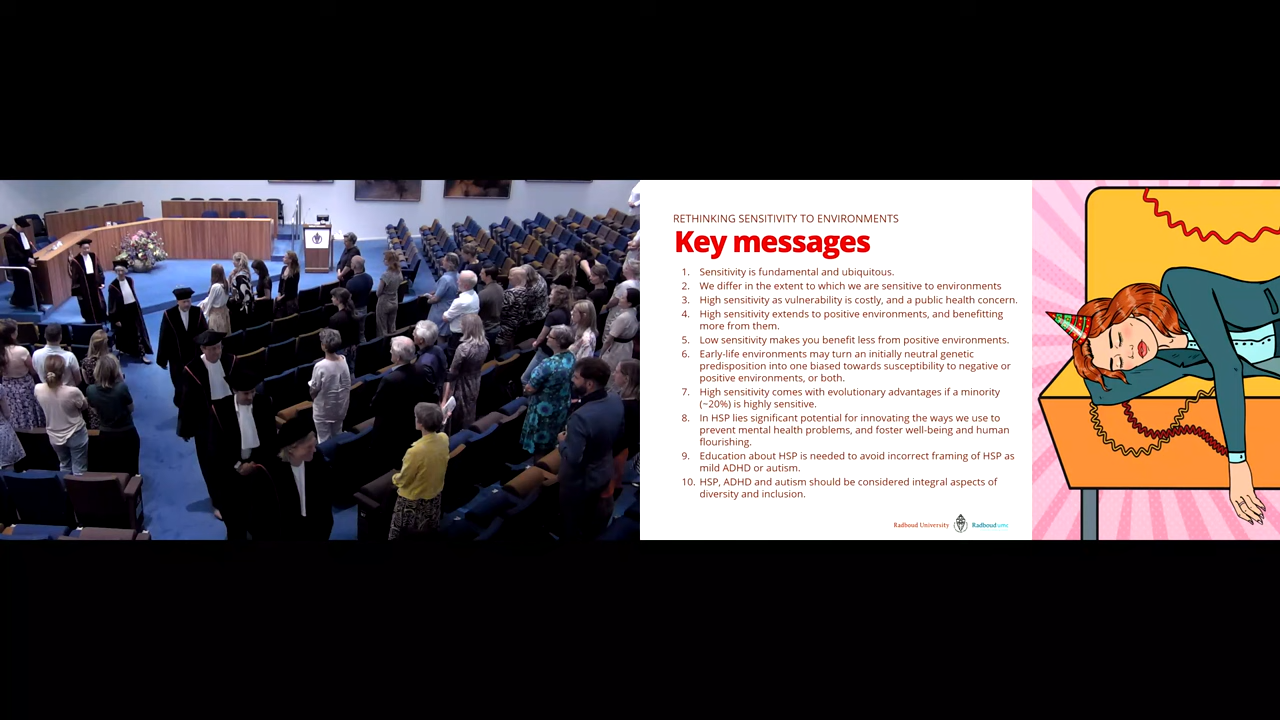 RETHINKING SENSITIVITY TO ENVIRONMENTS
Key messages
1. Sensitivity is fundamental and ubiquitous.
2. We differ in the extent to which we are sensitive to environments
3. High sensitivity as vulnerability is costly, and a public health concern.
4. High sensitivity extends to positive environments, and benefitting
more from them.
5. Low sensitivity makes you benefit less from positive environments.
6. Early-life environments may turn an initially neutral genetic
predisposition into one biased towards susceptibility to negative or
positive environments, or both.
7. High sensitivity comes with evolutionary advantages if a minority
(~20%) is highly sensitive.
8. In HSP lies significant potential for innovating the ways we use to
prevent mental health problems, and foster well-being and human
flourishing.
9. Education about HSP is needed to avoid incorrect framing of HSP as
mild ADHD or autism.
10. HSP, ADHD and autism should be considered integral aspects of
diversity and inclusion.
Radboud University Radboudumc